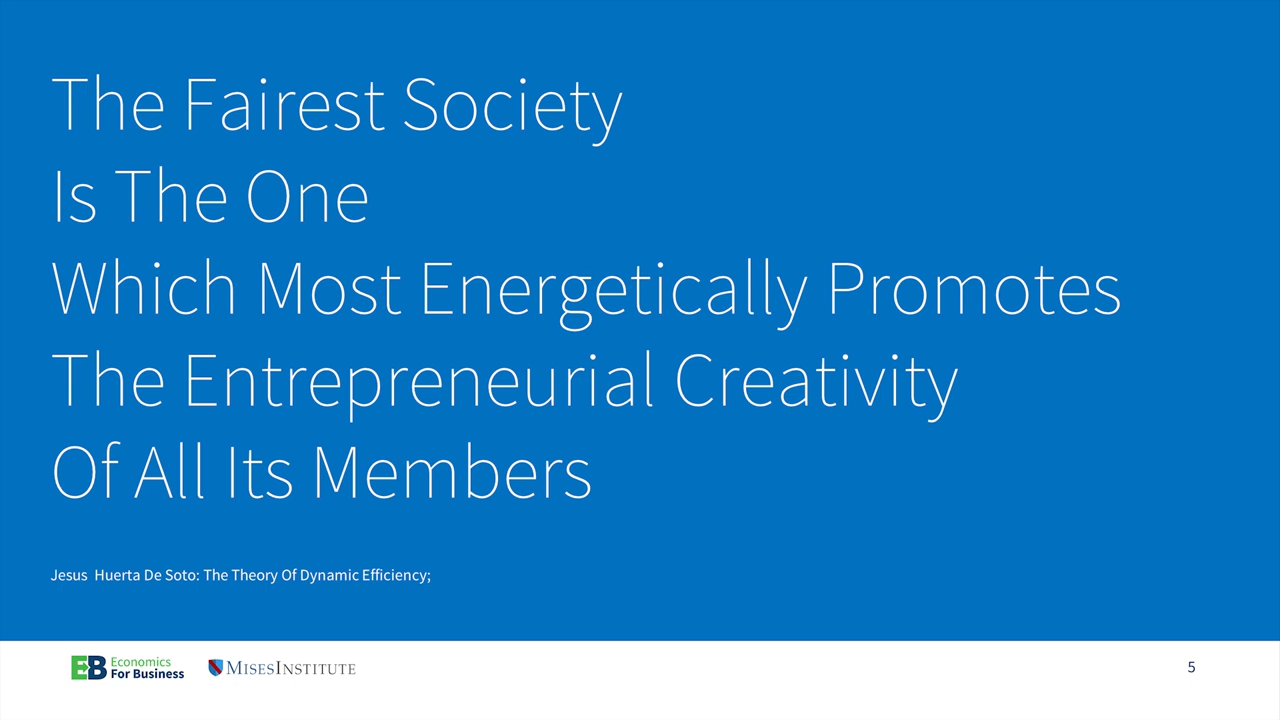 The Fairest Society
Is The One
Which Most Energetically Promotes
The Entrepreneurial Creativity
Of All Its Members
Jesus  Huerta De Soto: The Theory Of Dynamic Efficiency;
EB Economics
For Business
MISESINSTITUTE
5